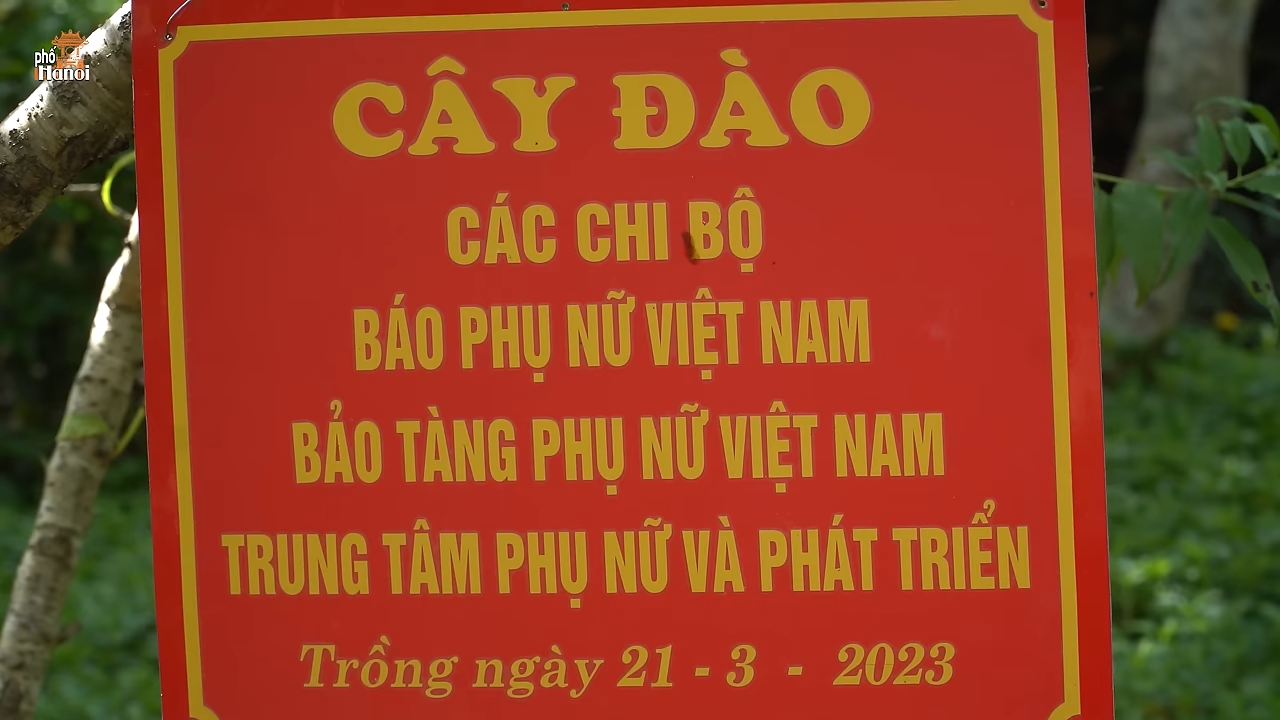 phố
Hanoi
CÂY ĐÀO
CÁC CHI BỘ
BÁO PHỤ NỮ VIỆT NAM
BẢO TÀNG PHỤ NỮ VIỆT NAM
TRUNG TÂM PHỤ NỮ VÀ PHÁT TRIỂN
Trồng ngày 21 - 3 - 2023